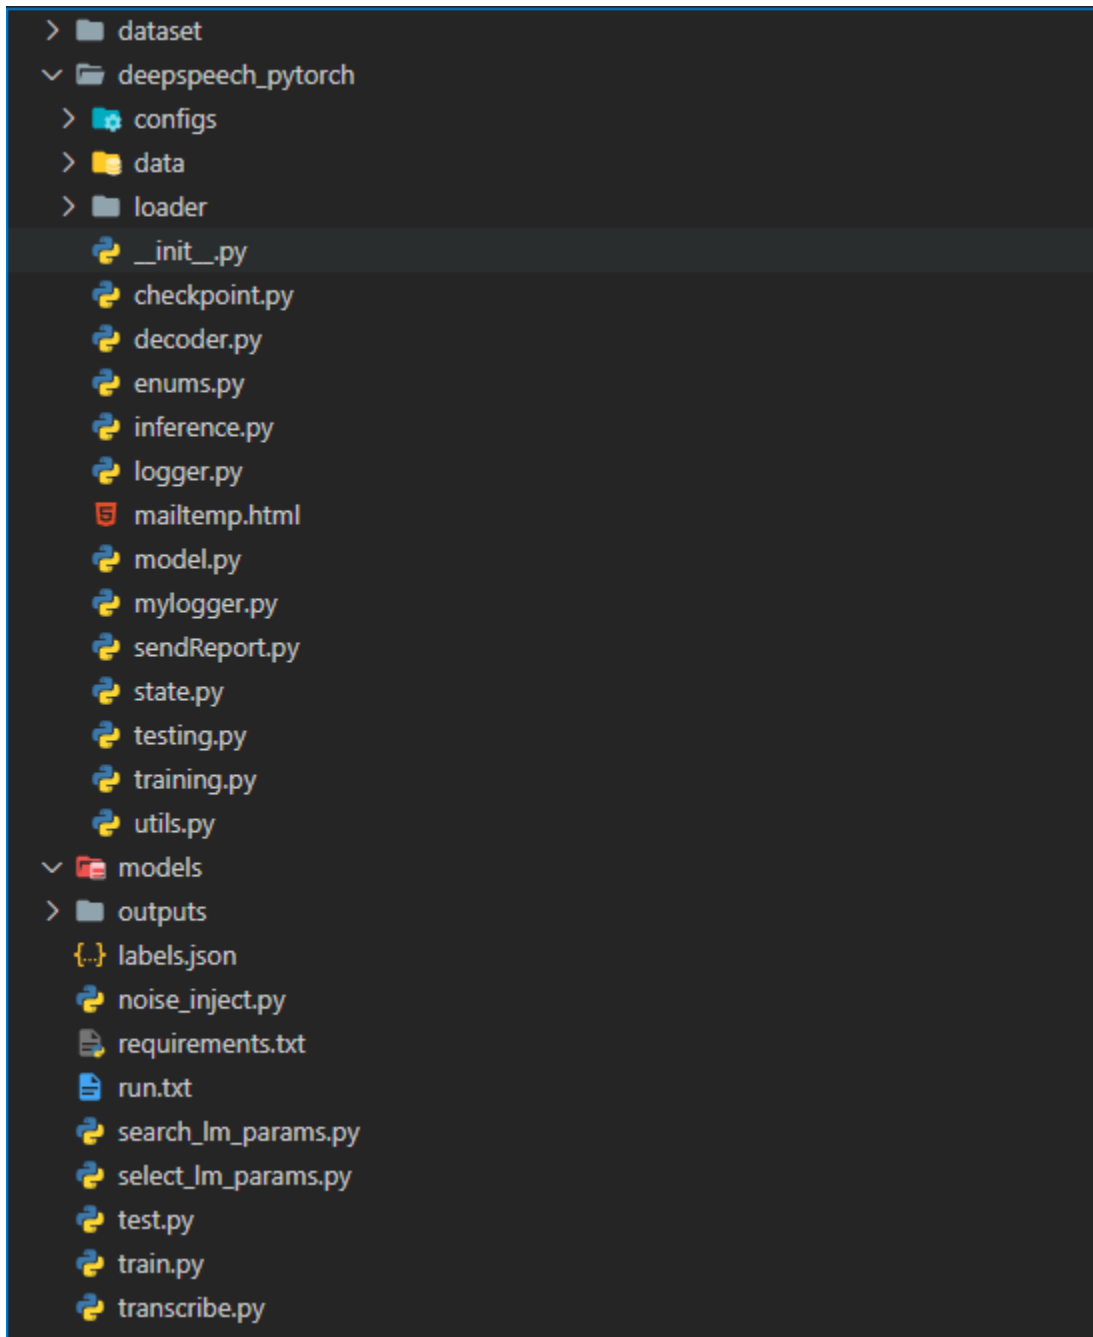 dataset
deepspeech_pytorch
configs
data
loader
__init__.py
checkpoint.py
decoder.py
enums.py
inference.py
logger.py
mailtemp.html
model.py
mylogger.py
sendReport.py
state.py
testing.py
training.py
utils.py
models
outputs
labels.json
noise_inject.py
requirements.txt
run.txt
search_lm_params.py
select_lm_params.py
test.py
train.py
transcribe.py